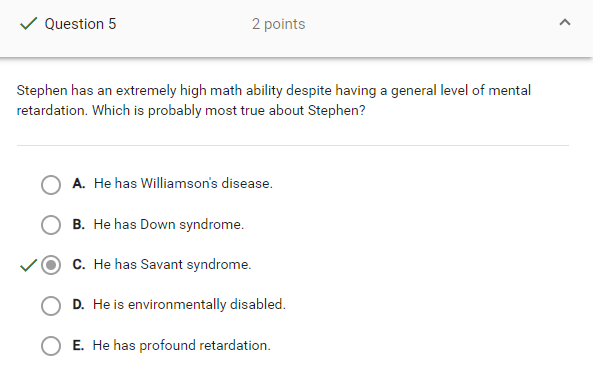 Question 5 2 points
Stephen has an extremely high math ability despite having a general level of mental
retardation. Which is probably most true about Stephen?
A. He has Williamson's disease.
B. He has Down syndrome.
C. He has Savant syndrome.
D. He is environmentally disabled.
E. He has profound retardation.